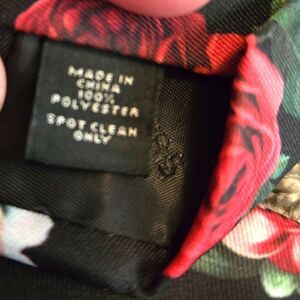 MADE IN
CHINA
100%
POLYESTER
SPOT CLEAN
ONLY